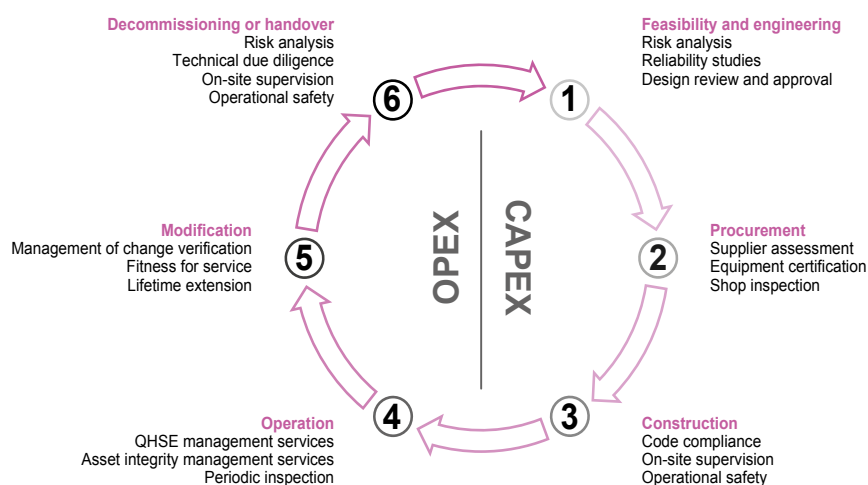 Feasibility and engineering
Risk analysis
Reliability studies
Design review and approval
1
Procurement
Supplier assessment
Equipment certification
Shop inspection
2
Construction
Code compliance
On-site supervision
Operational safety
3
Operation
QHSE management services
Asset integrity management services
Periodic inspection
4
Modification
Management of change verification
Fitness for service
Lifetime extension
5
Decommissioning or handover
Risk analysis
Technical due diligence
On-site supervision
Operational safety
6
OPEX
CAPEX